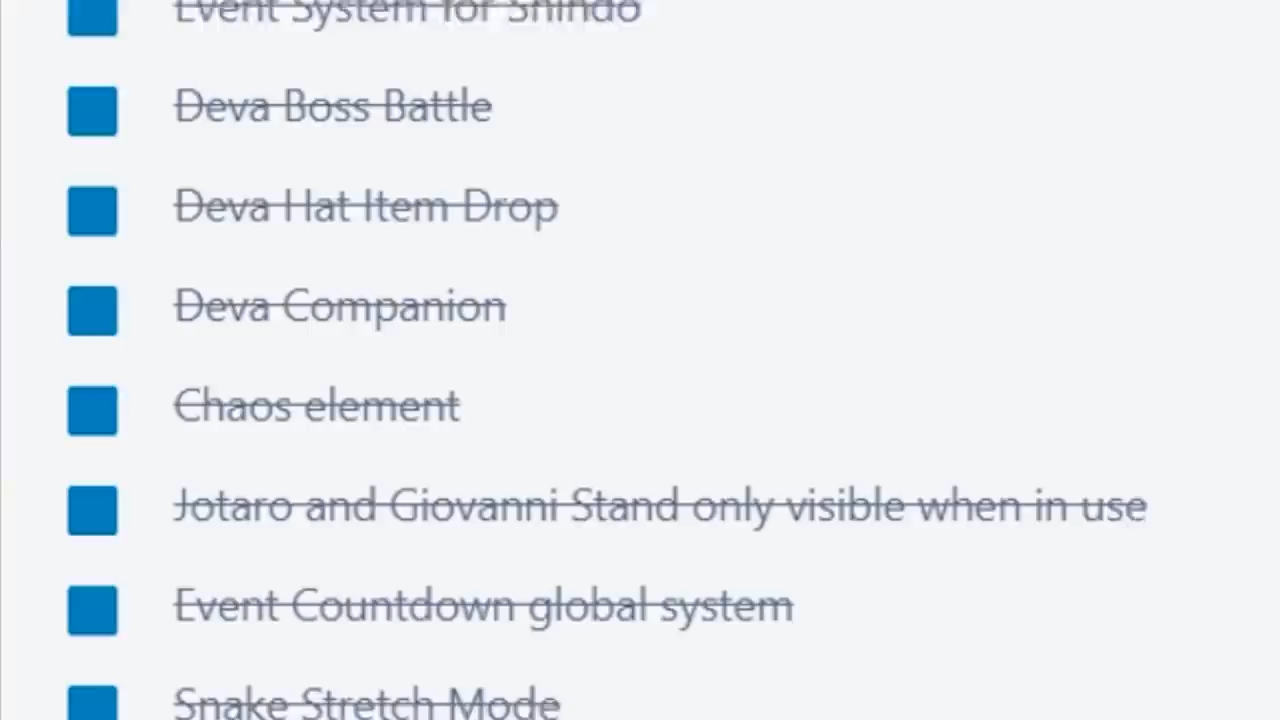 Event System for Shindo
Deva Boss Battle
Deva Hat Item Drop
Deva Companion
Chaos element
Jotaro and Giovanni Stand only visible when in use
Event Countdown global system
Snake Stretch Mode